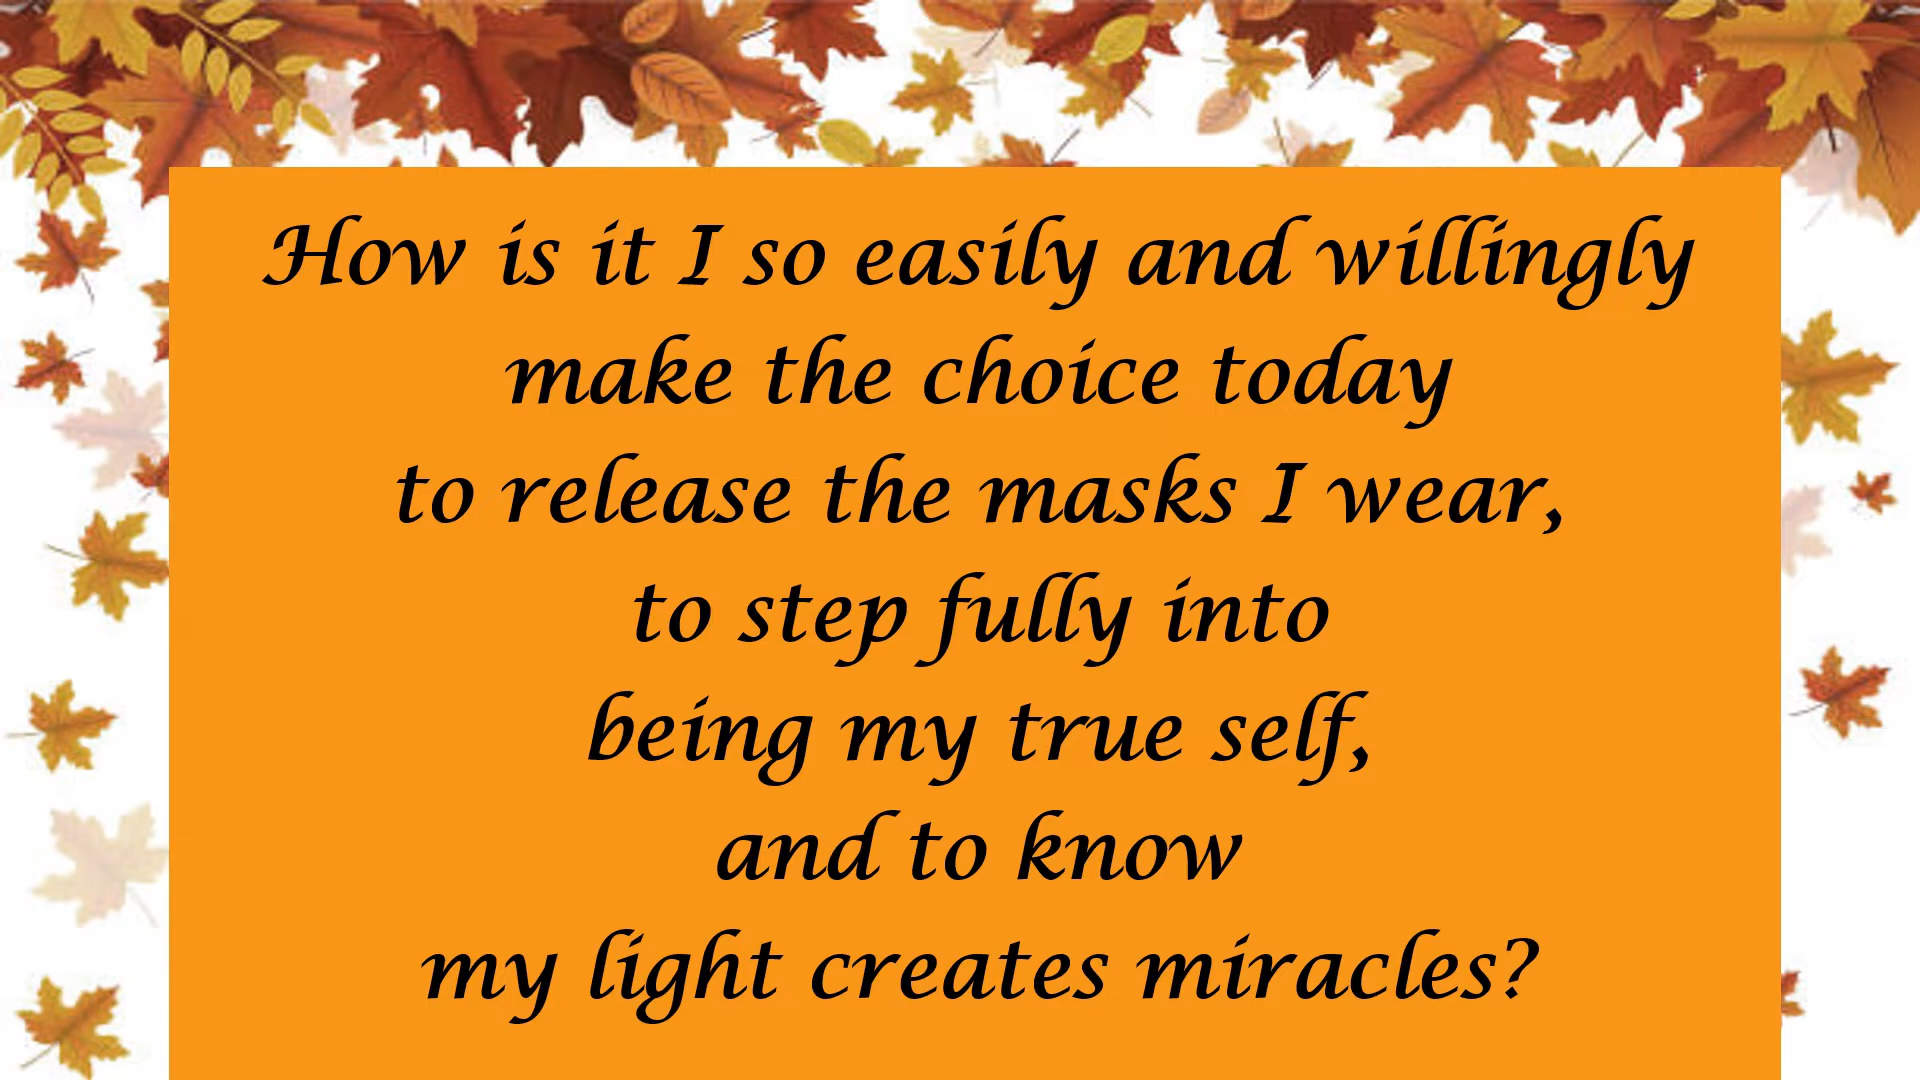 How is it I so easily and willingly
make the choice today
to release the masks I wear,
to step fully into
being my true self,
and to know
my light creates miracles?